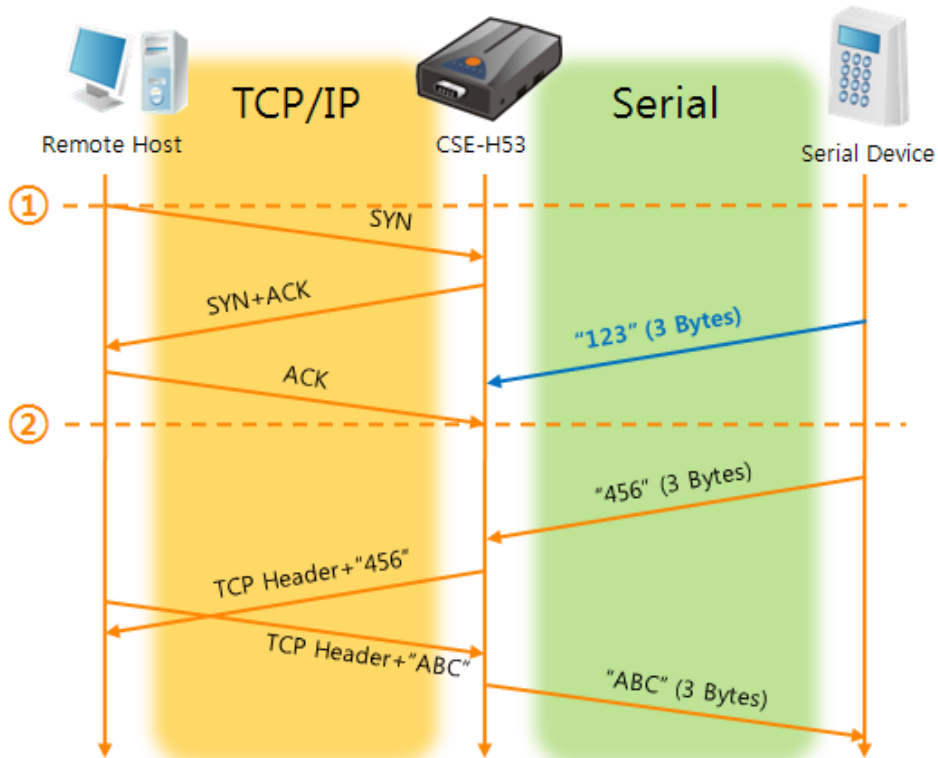 TCP/IP
Serial
Remote Host
CSE-H53
Serial Device
①
SYN
SYN+ACK
“123” (3 Bytes)
ACK
②
“456” (3 Bytes)
TCP Header+“456”
TCP Header+“ABC”
“ABC” (3 Bytes)